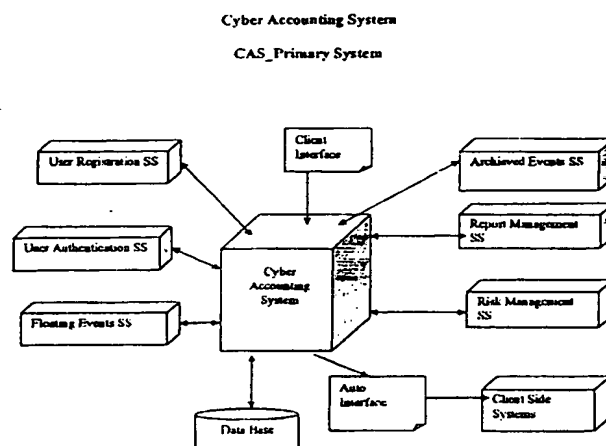 Cyber Accounting System
CAS_Primary System
User Registration SS
Client
Interface
Archieved Events SS
Report Management
SS
User Authentication SS
Cyber
Accounting
System
Floating Events SS
Risk Management
SS
Auto
Interface
Client Side
Systems
Data Base